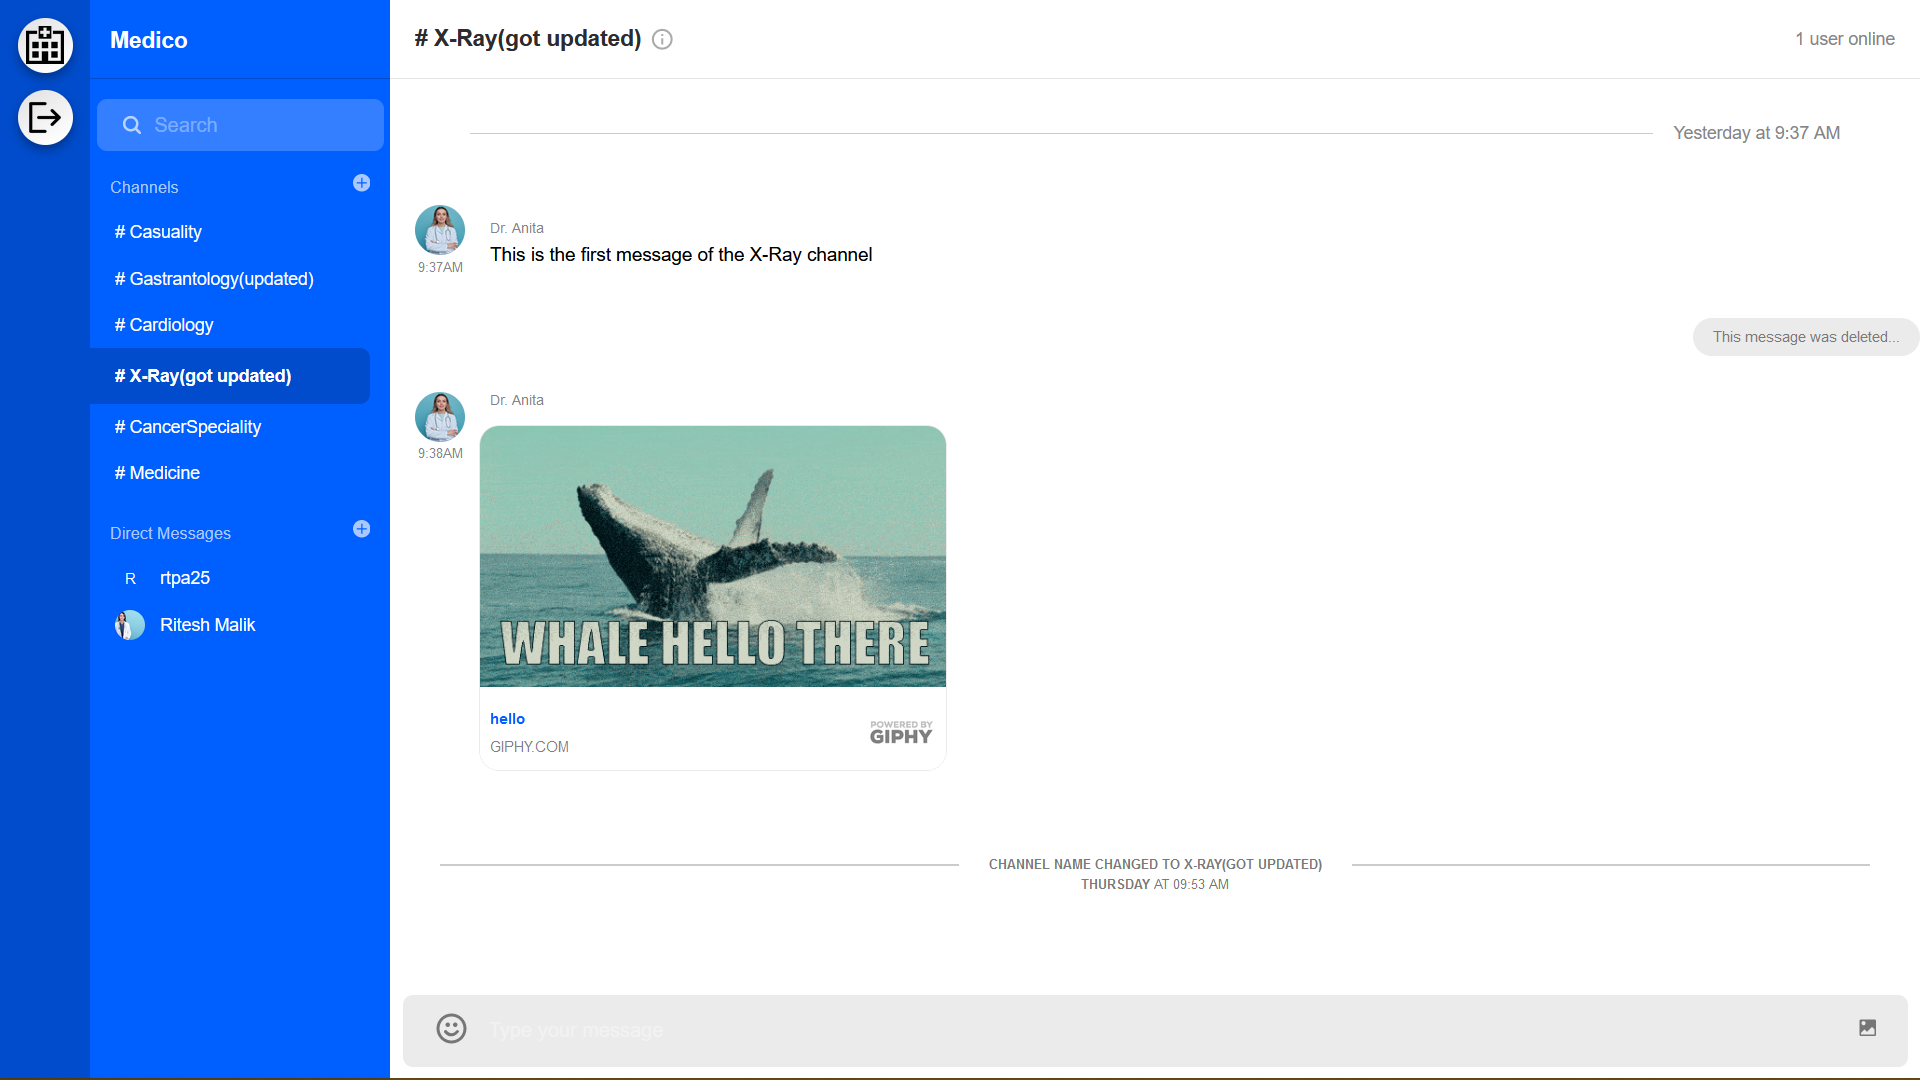 Medico
Search
Channels
# Casuality
# Gastrantology(updated)
# Cardiology
# X-Ray(got updated)
# CancerSpeciality
# Medicine
Direct Messages
R rtpa25
Ritesh Malik
# X-Ray(got updated)
1 user online
Yesterday at 9:37 AM
Dr. Anita
This is the first message of the X-Ray channel
9:37AM
This message was deleted...
Dr. Anita
9:38AM
WHALE HELLO THERE
hello
GIPHY.COM
POWERED BY
GIPHY
CHANNEL NAME CHANGED TO X-RAY(GOT UPDATED)
THURSDAY AT 09:53 AM
Type your message